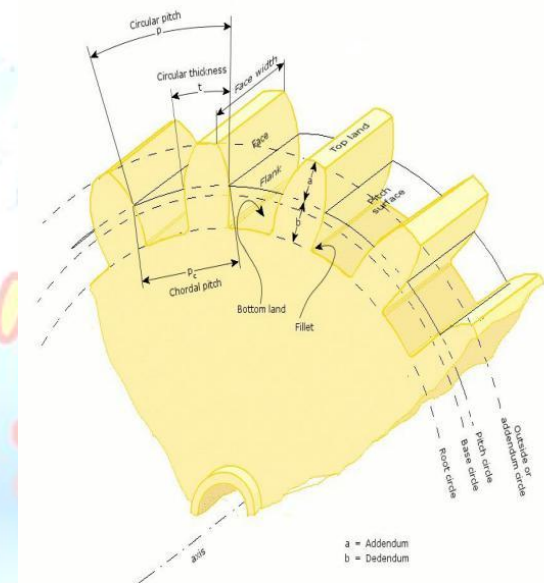 Circular pitch
p
Circular thickness
t
Face width
Face
Flank
Top land
a
b
Pitch
surface
Pc
Chordal pitch
Bottom land
Fillet
Outside or
addendum circle
Pitch circle
Base circle
Root circle
axis
a = Addendum
b = Dedendum